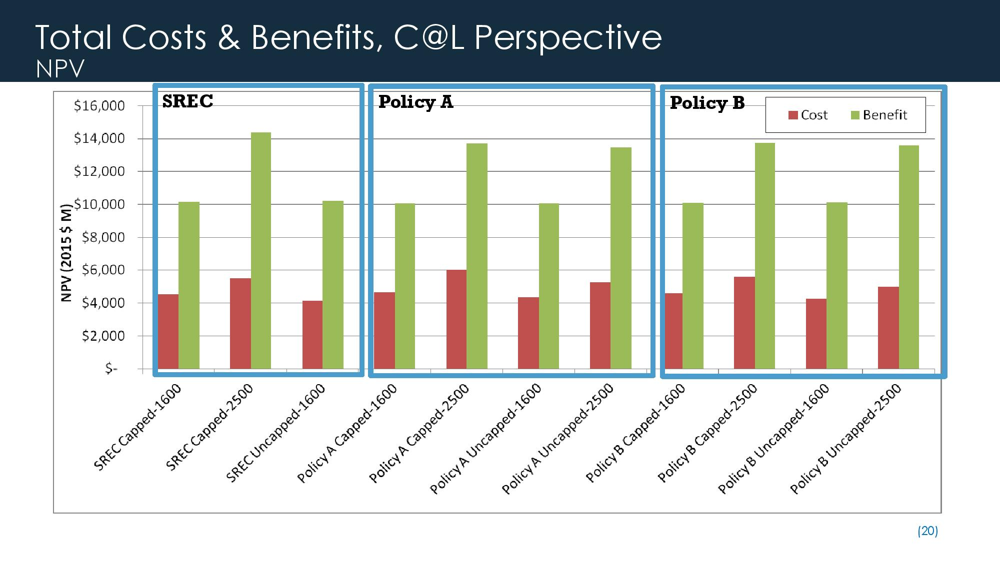 Total Costs & Benefits, C@L Perspective
NPV
SREC
Policy A
Policy B
Cost
Benefit
NPV (2015 $ M)
$16,000
$14,000
$12,000
$10,000
$8,000
$6,000
$4,000
$2,000
$-
SREC Capped-1600
SREC Capped-2500
SREC Uncapped-1600
Policy A Capped-1600
Policy A Capped-2500
Policy A Uncapped-1600
Policy A Uncapped-2500
Policy B Capped-1600
Policy B Capped-2500
Policy B Uncapped-1600
Policy B Uncapped-2500
(20)